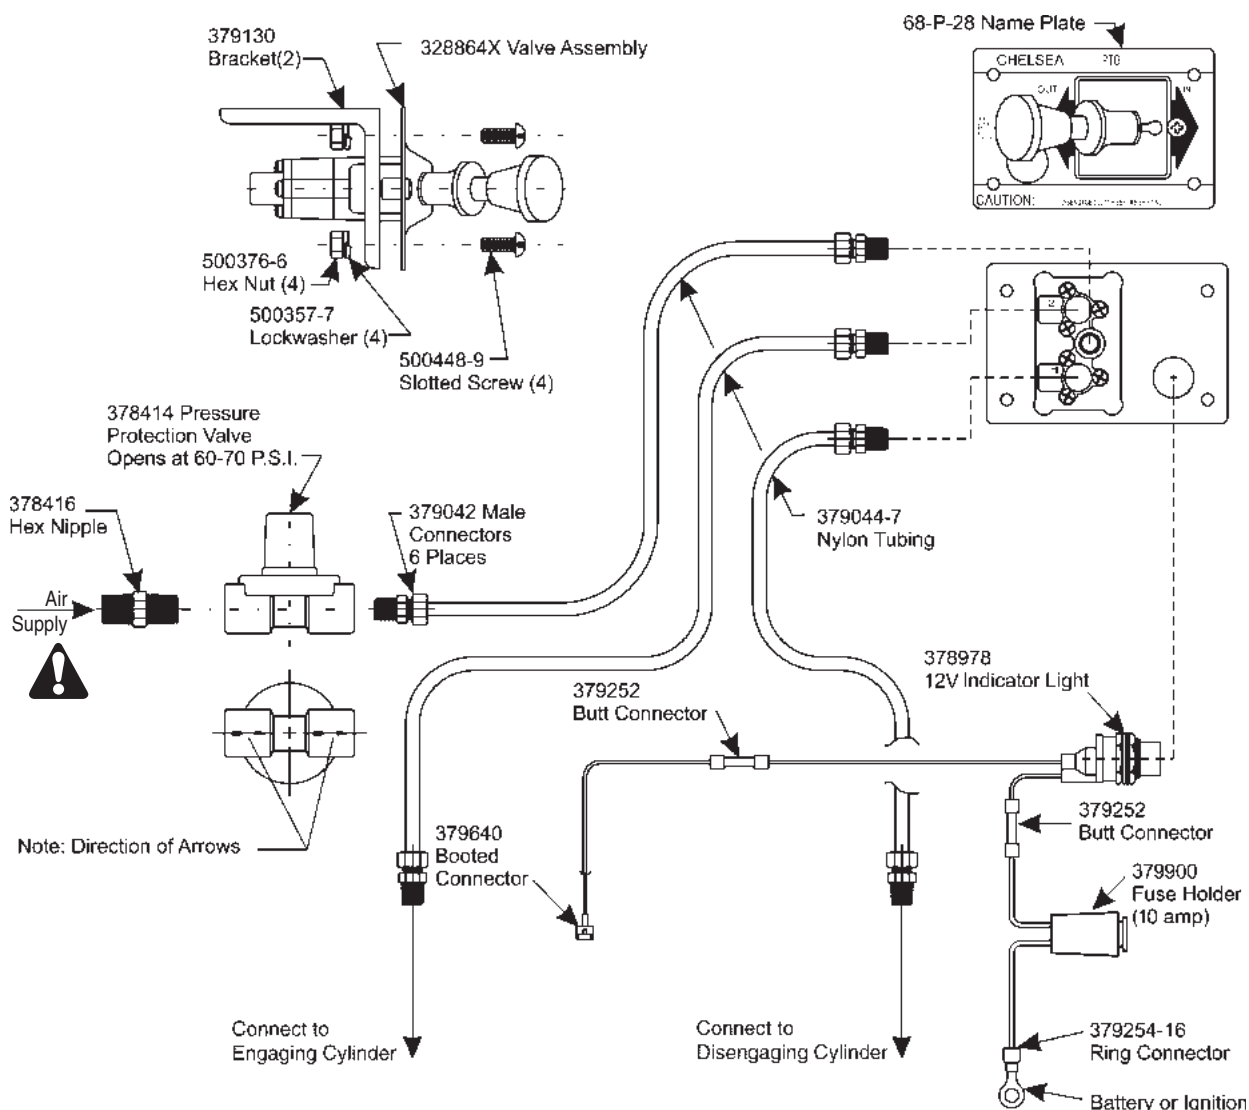 68-P-28 Name Plate
379130
Bracket(2)
328864X Valve Assembly
CHELSEA PTO
OUT
IN
CAUTION:
500376-6
Hex Nut (4)
500357-7
Lockwasher (4)
500448-9
Slotted Screw (4)
2
1
378414 Pressure
Protection Valve
Opens at 60-70 P.S.I.
378416
Hex Nipple
379042 Male
Connectors
6 Places
379044-7
Nylon Tubing
Air
Supply
378978
12V Indicator Light
379252
Butt Connector
Note: Direction of Arrows
379640
Booted
Connector
379252
Butt Connector
379900
Fuse Holder
(10 amp)
Connect to
Engaging Cylinder
Connect to
Disengaging Cylinder
379254-16
Ring Connector
Battery or Ignition